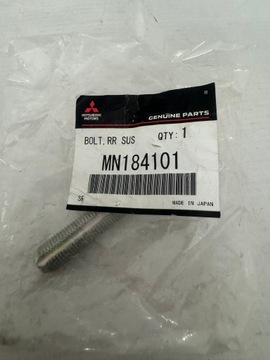 MITSUBISHI
MOTORS
GENUINE PARTS
BOLT,RR SUS QTY:1
MN184101
MADE IN JAPAN